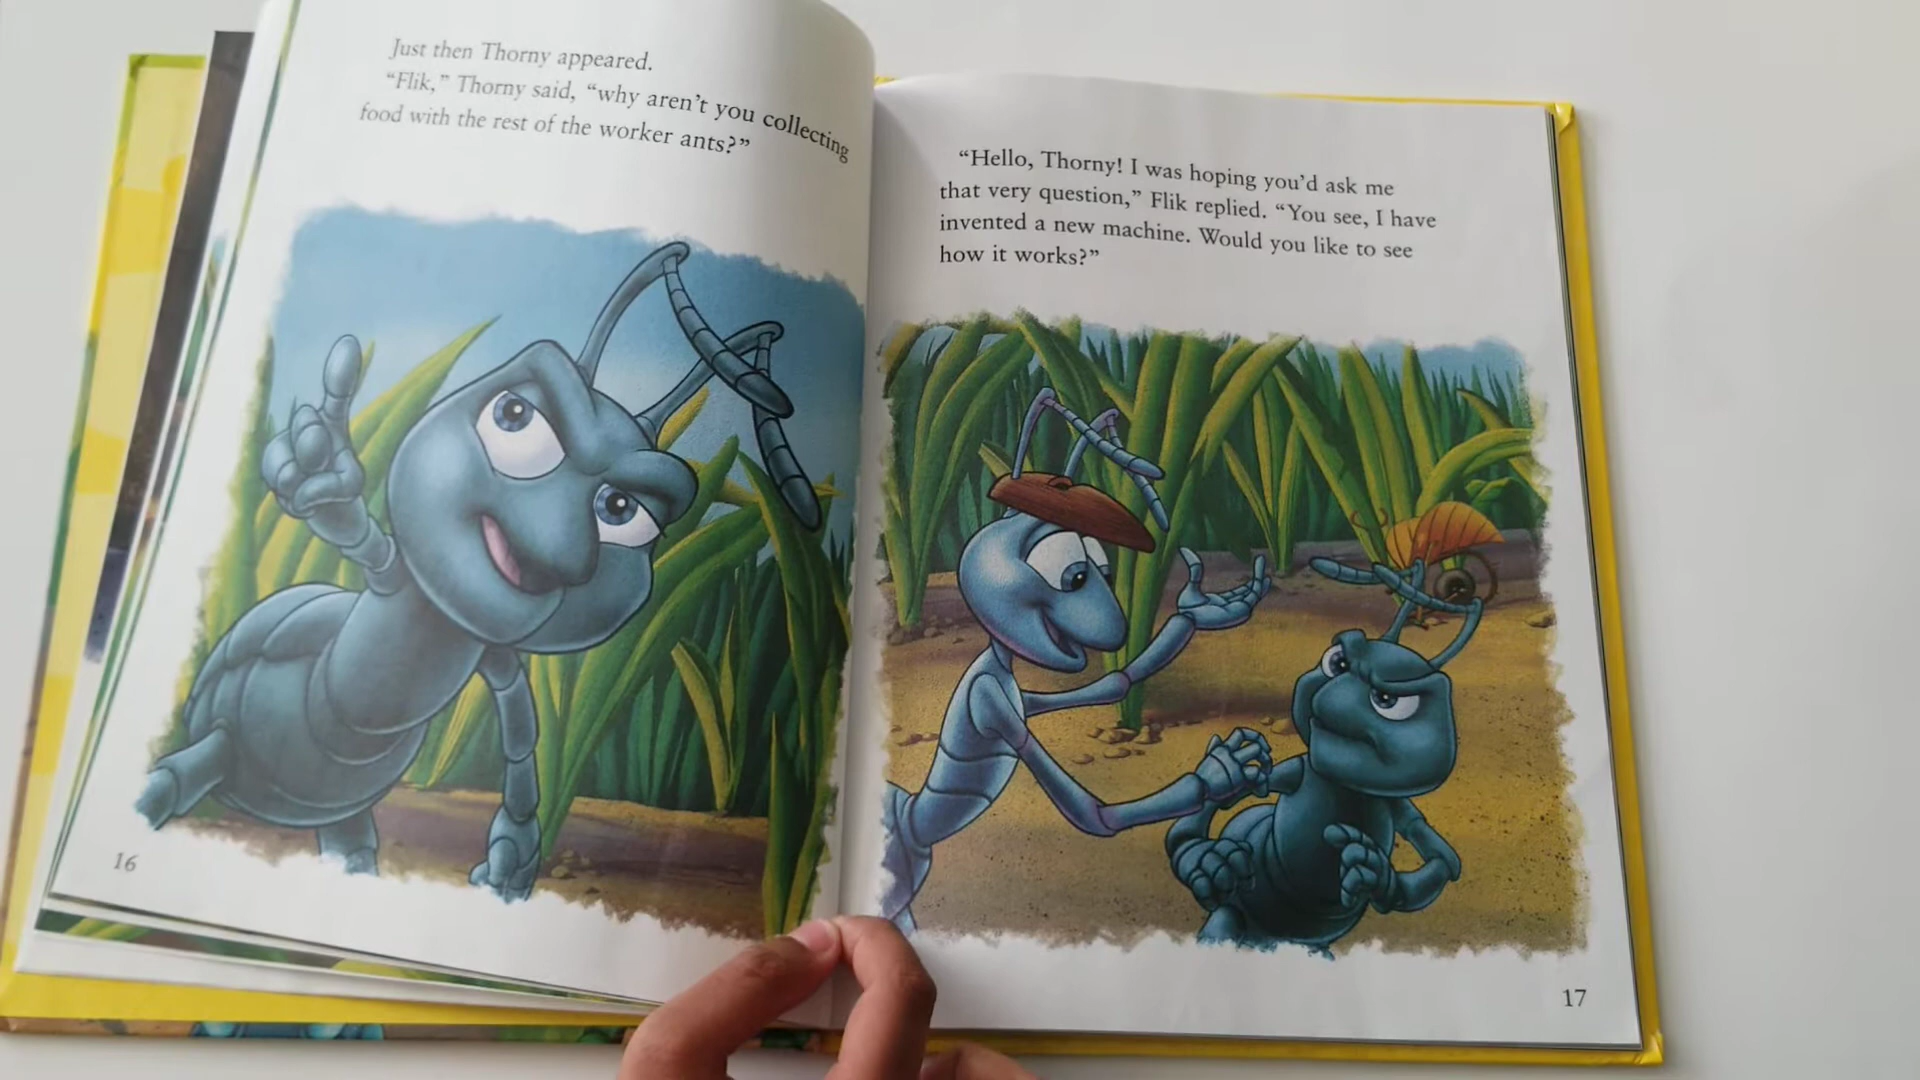 Just then Thorny appeared.
“Flik,” Thorny said, “why aren’t you collecting
food with the rest of the worker ants?”
16
“Hello, Thorny! I was hoping you’d ask me
that very question,” Flik replied. “You see, I have
invented a new machine. Would you like to see
how it works?”
17